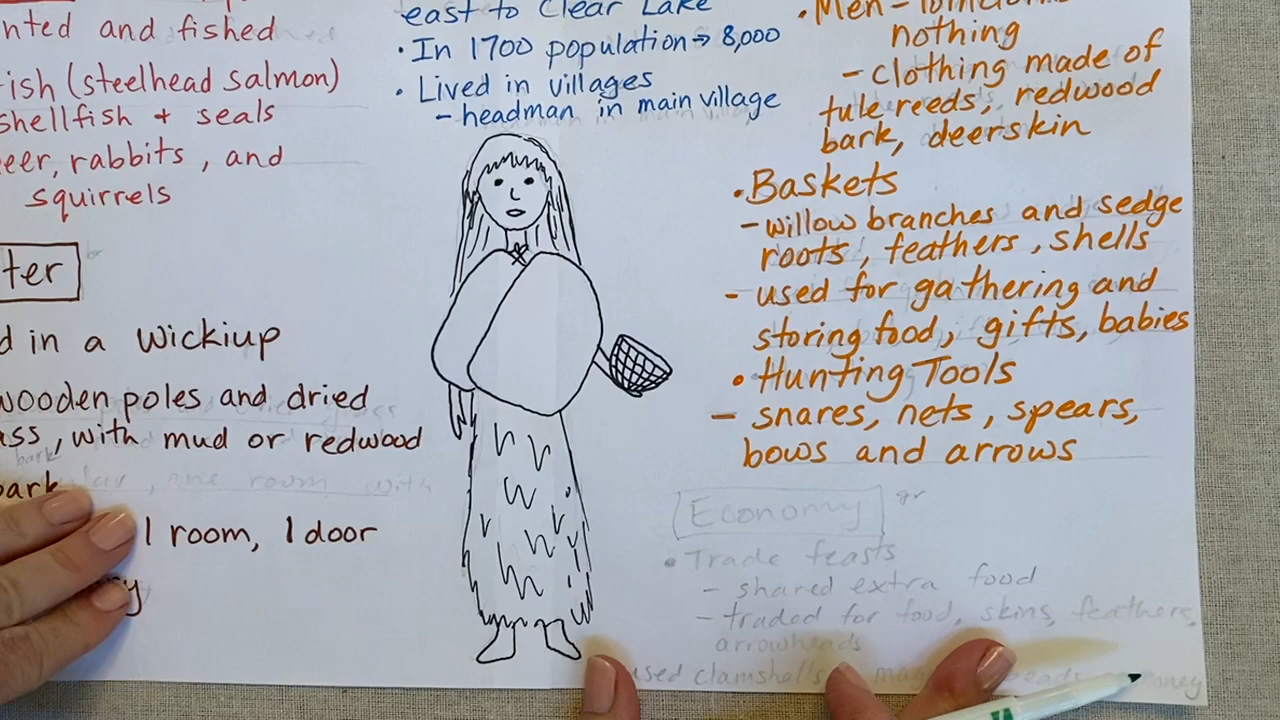 nted and fished
ish (steelhead salmon)
shellfish + seals
eer, rabbits, and
squirrels
ter
d in a wickiup
wooden poles and dried
ass, with mud or redwood
bark
1 room, 1 door
east to Clear Lake
• In 1700 population → 8,000
• Lived in villages
- headman in main village
• Men -
nothing
- clothing made of
tule reeds, redwood
bark, deerskin
• Baskets
- willow branches and sedge
roots, feathers, shells
- used for gathering and
storing food, gifts, babies
• Hunting Tools
- snares, nets, spears,
bows and arrows
Economy gr
• Trade feasts
- shared extra food
- traded for food, skins, feathers,
arrowheads
used clamshells beads